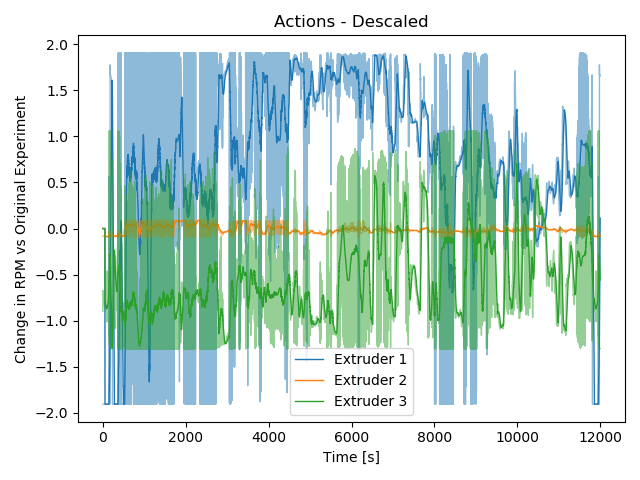 Actions - Descaled
Change in RPM vs Original Experiment
2.0
1.5
1.0
0.5
0.0
−0.5
−1.0
−1.5
−2.0
Extruder 1
Extruder 2
Extruder 3
0 2000 4000 6000 8000 10000 12000
Time [s]